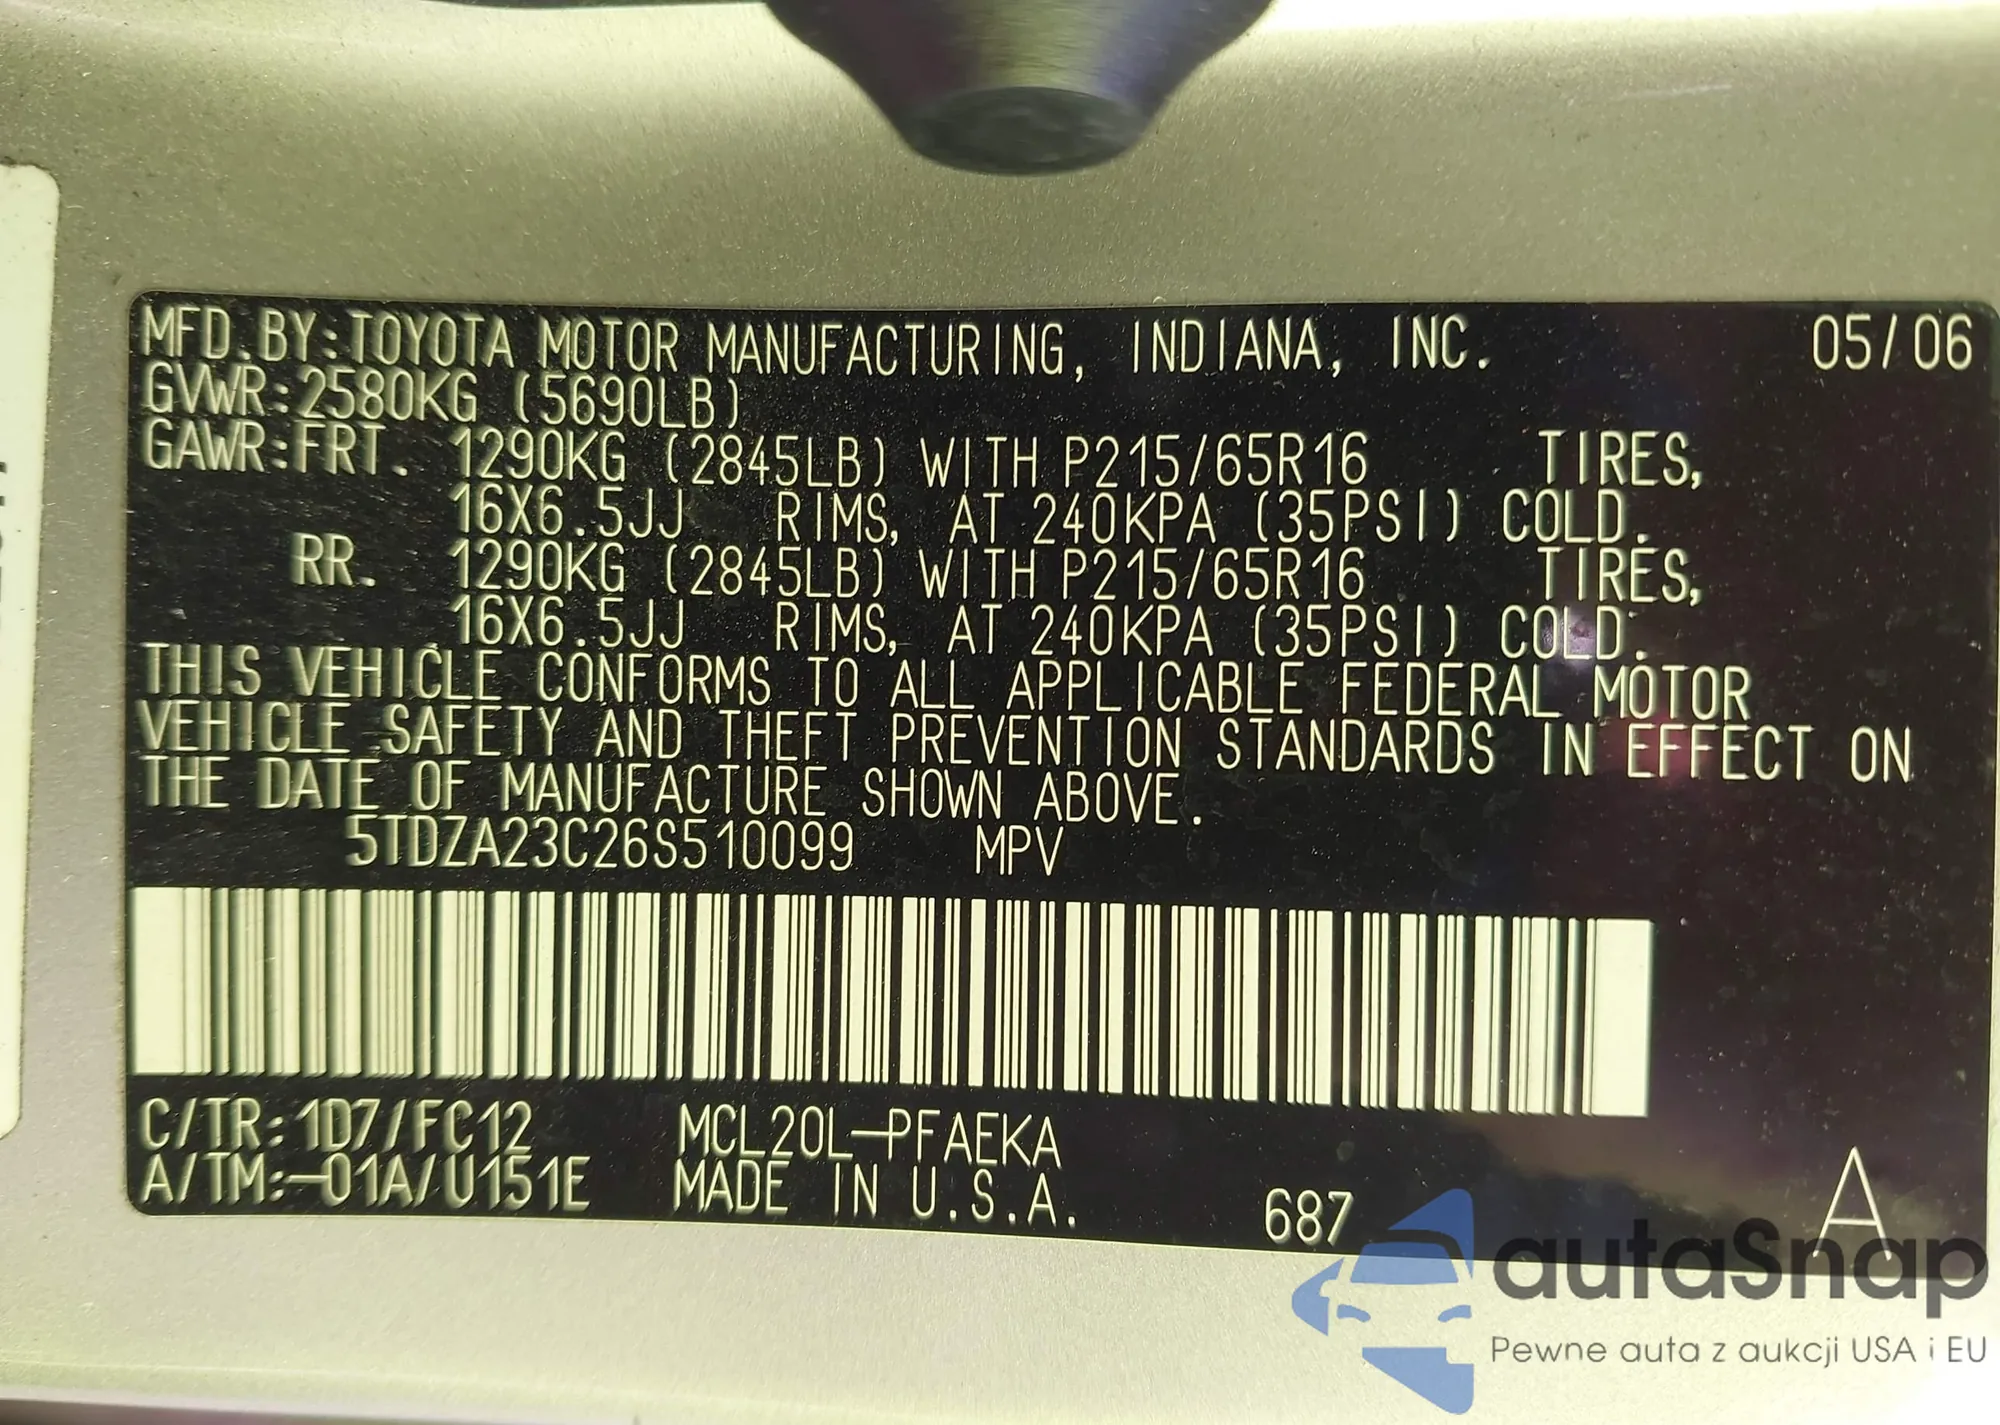 MFD. BY: TOYOTA MOTOR MANUFACTURING, INDIANA, INC. 05/06
GVWR: 2580KG (5690LB)
GAWR: FRT. 1290KG (2845LB) WITH P215/65R16 TIRES,
16X6.5JJ RIMS, AT 240KPA (35PSI) COLD.
RR. 1290KG (2845LB) WITH P215/65R16 TIRES,
16X6.5JJ RIMS, AT 240KPA (35PSI) COLD.
THIS VEHICLE CONFORMS TO ALL APPLICABLE FEDERAL MOTOR
VEHICLE SAFETY AND THEFT PREVENTION STANDARDS IN EFFECT ON
THE DATE OF MANUFACTURE SHOWN ABOVE.
5TDZA23C26S510099 MPV
C/TR: 1D7/FC12 MCL20L-PFAEKA
A/TM: -01A/U151E MADE IN U.S.A. 687 A
autaSnap
Pewne auta z aukcji USA i EU